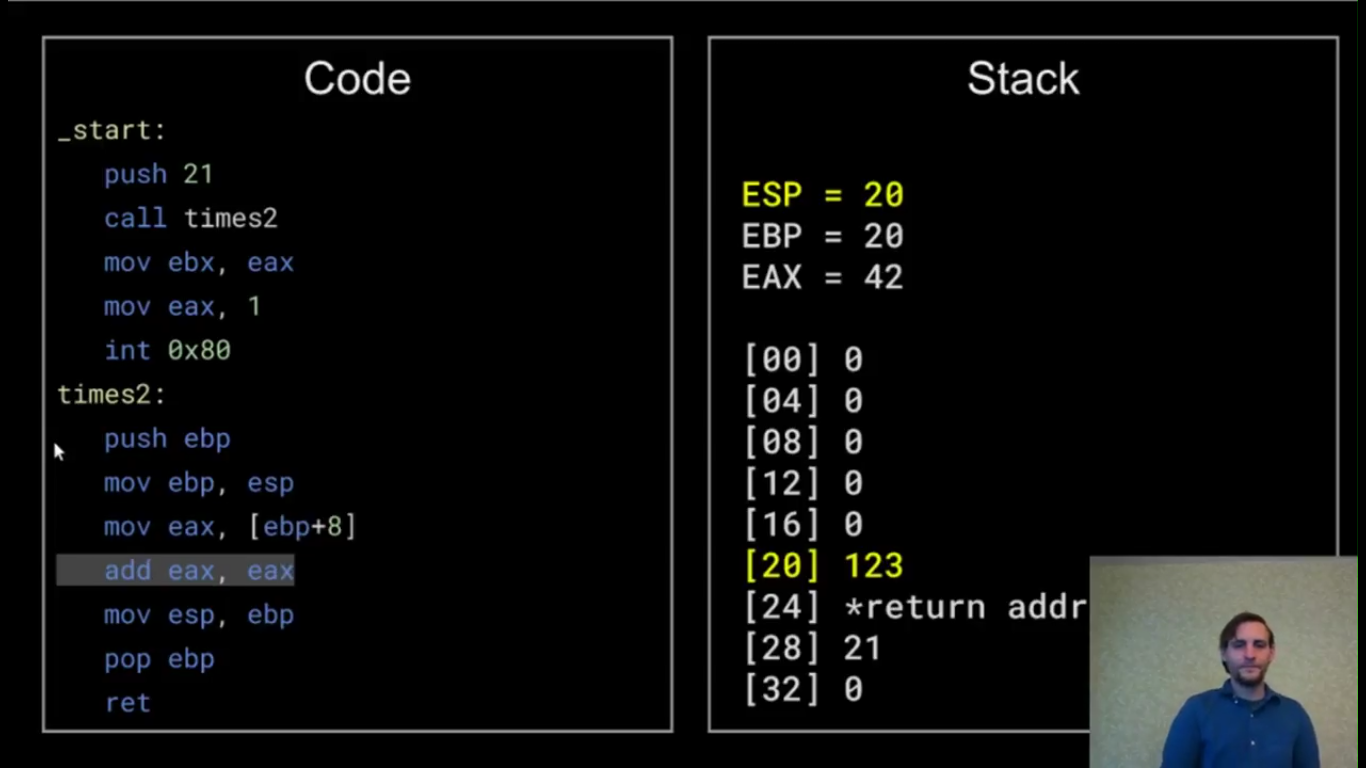 Code
_start:
push 21
call times2
mov ebx, eax
mov eax, 1
int 0x80
times2:
push ebp
mov ebp, esp
mov eax, [ebp+8]
add eax, eax
mov esp, ebp
pop ebp
ret
Stack
ESP = 20
EBP = 20
EAX = 42
[00] 0
[04] 0
[08] 0
[12] 0
[16] 0
[20] 123
[24] *return addr
[28] 21
[32] 0